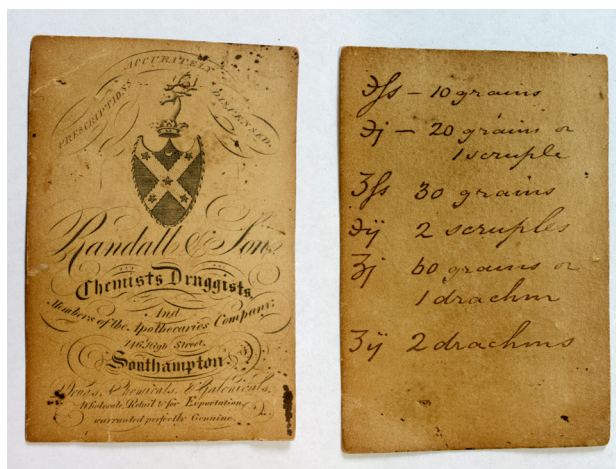 PRESCRIPTIONS ACCURATELY DISPENSED.
Randall & Son,
Chemists Druggists
And
Members of the Apothecaries Company;
146, High Street,
Southampton.
Drugs, Chemicals, & Galenicals,
Wholesale, Retail & for Exportation,
warranted perfectly Genuine.
℈ſs – 10 grains
℈j – 20 grains or
1 scruple
ʒſs 30 grains
℈ij 2 scruples
ʒj 60 grains or
1 drachm
ʒij 2 drachms